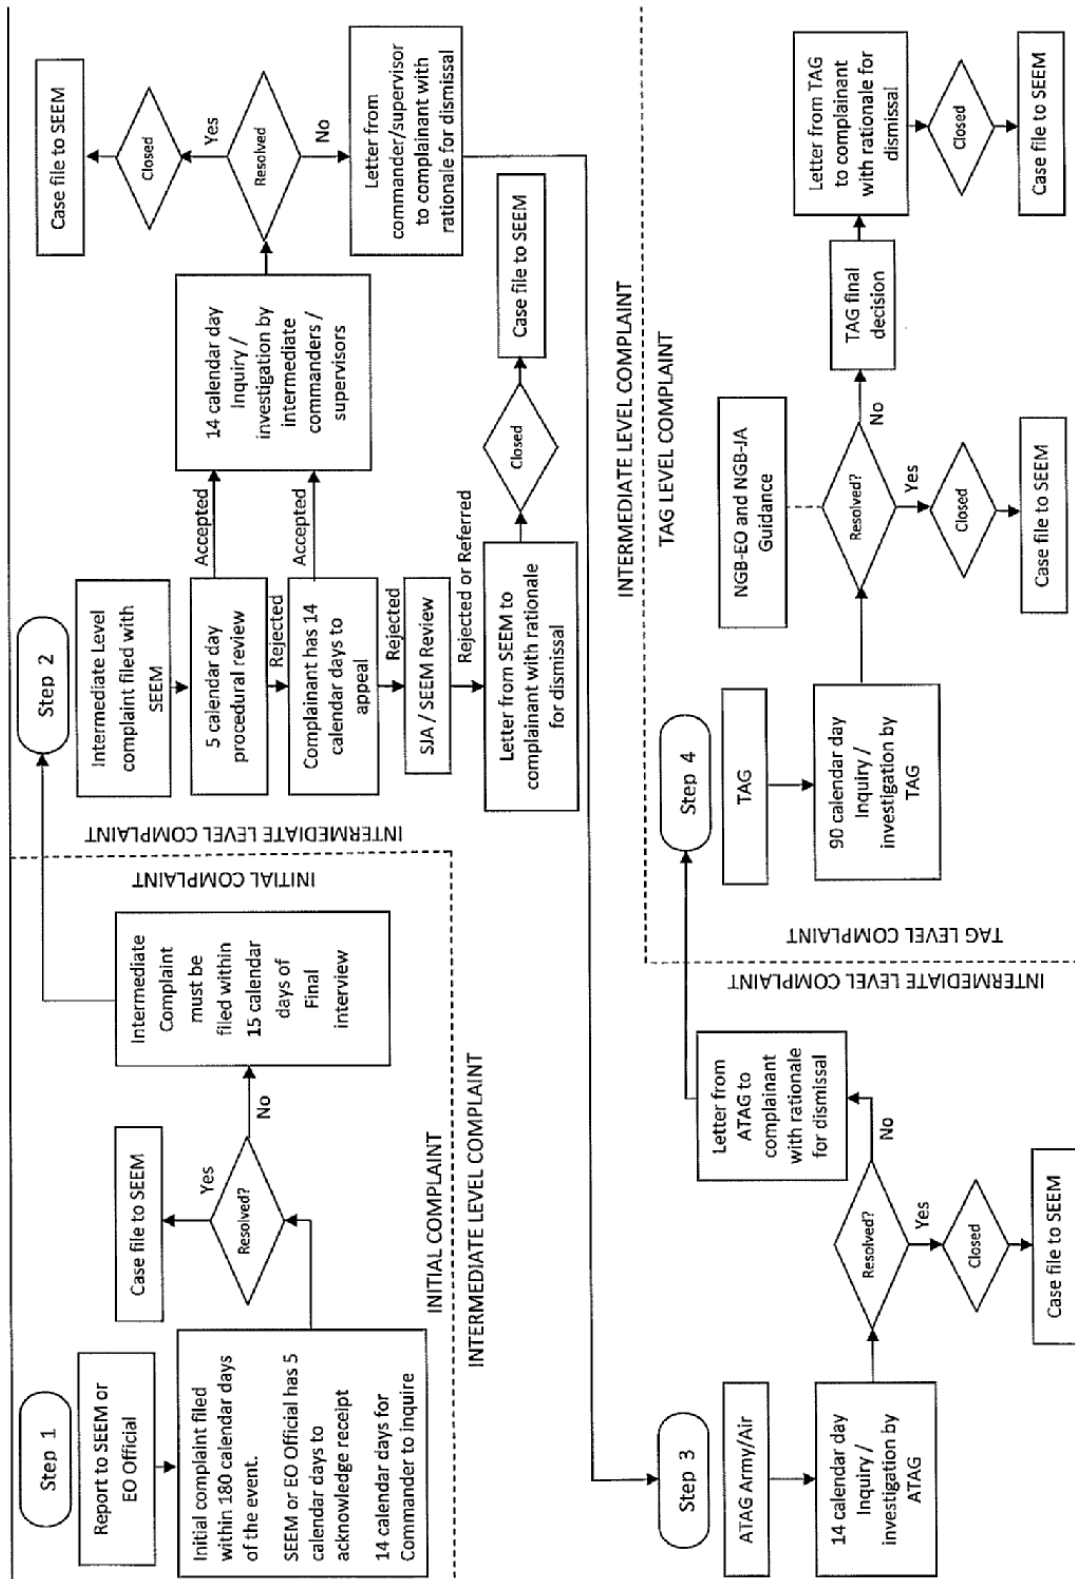 Step 1
Report to SEEM or
EO Official
Initial complaint filed
within 180 calendar days
of the event.
SEEM or EO Official has 5
calendar days to
acknowledge receipt
14 calendar days for
Commander to inquire
Resolved?
Yes
Case file to SEEM
No
Intermediate
Complaint
must be
filed within
15 calendar
days of
Final
interview
INITIAL COMPLAINT
INITIAL COMPLAINT
INTERMEDIATE LEVEL COMPLAINT
INTERMEDIATE LEVEL COMPLAINT
Step 2
Intermediate Level
complaint filed with
SEEM
5 calendar day
procedural review
Accepted
Rejected
Complainant has 14
calendar days to
appeal
Accepted
Rejected
SJA / SEEM Review
Rejected or Referred
Letter from SEEM to
complainant with rationale
for dismissal
Closed
Case file to SEEM
14 calendar day
Inquiry /
investigation by
intermediate
commanders /
supervisors
Resolved
Yes
Closed
Case file to SEEM
No
Letter from
commander/supervisor
to complainant with
rationale for dismissal
Step 3
ATAG Army/Air
14 calendar day
Inquiry /
investigation by
ATAG
Resolved?
Yes
Closed
Case file to SEEM
No
Letter from
ATAG to
complainant
with rationale
for dismissal
INTERMEDIATE LEVEL COMPLAINT
INTERMEDIATE LEVEL COMPLAINT
TAG LEVEL COMPLAINT
TAG LEVEL COMPLAINT
Step 4
TAG
90 calendar day
Inquiry /
investigation by
TAG
NGB-EO and NGB-JA
Guidance
Resolved?
Yes
Closed
Case file to SEEM
No
TAG final
decision
Letter from TAG
to complainant
with rationale for
dismissal
Closed
Case file to SEEM